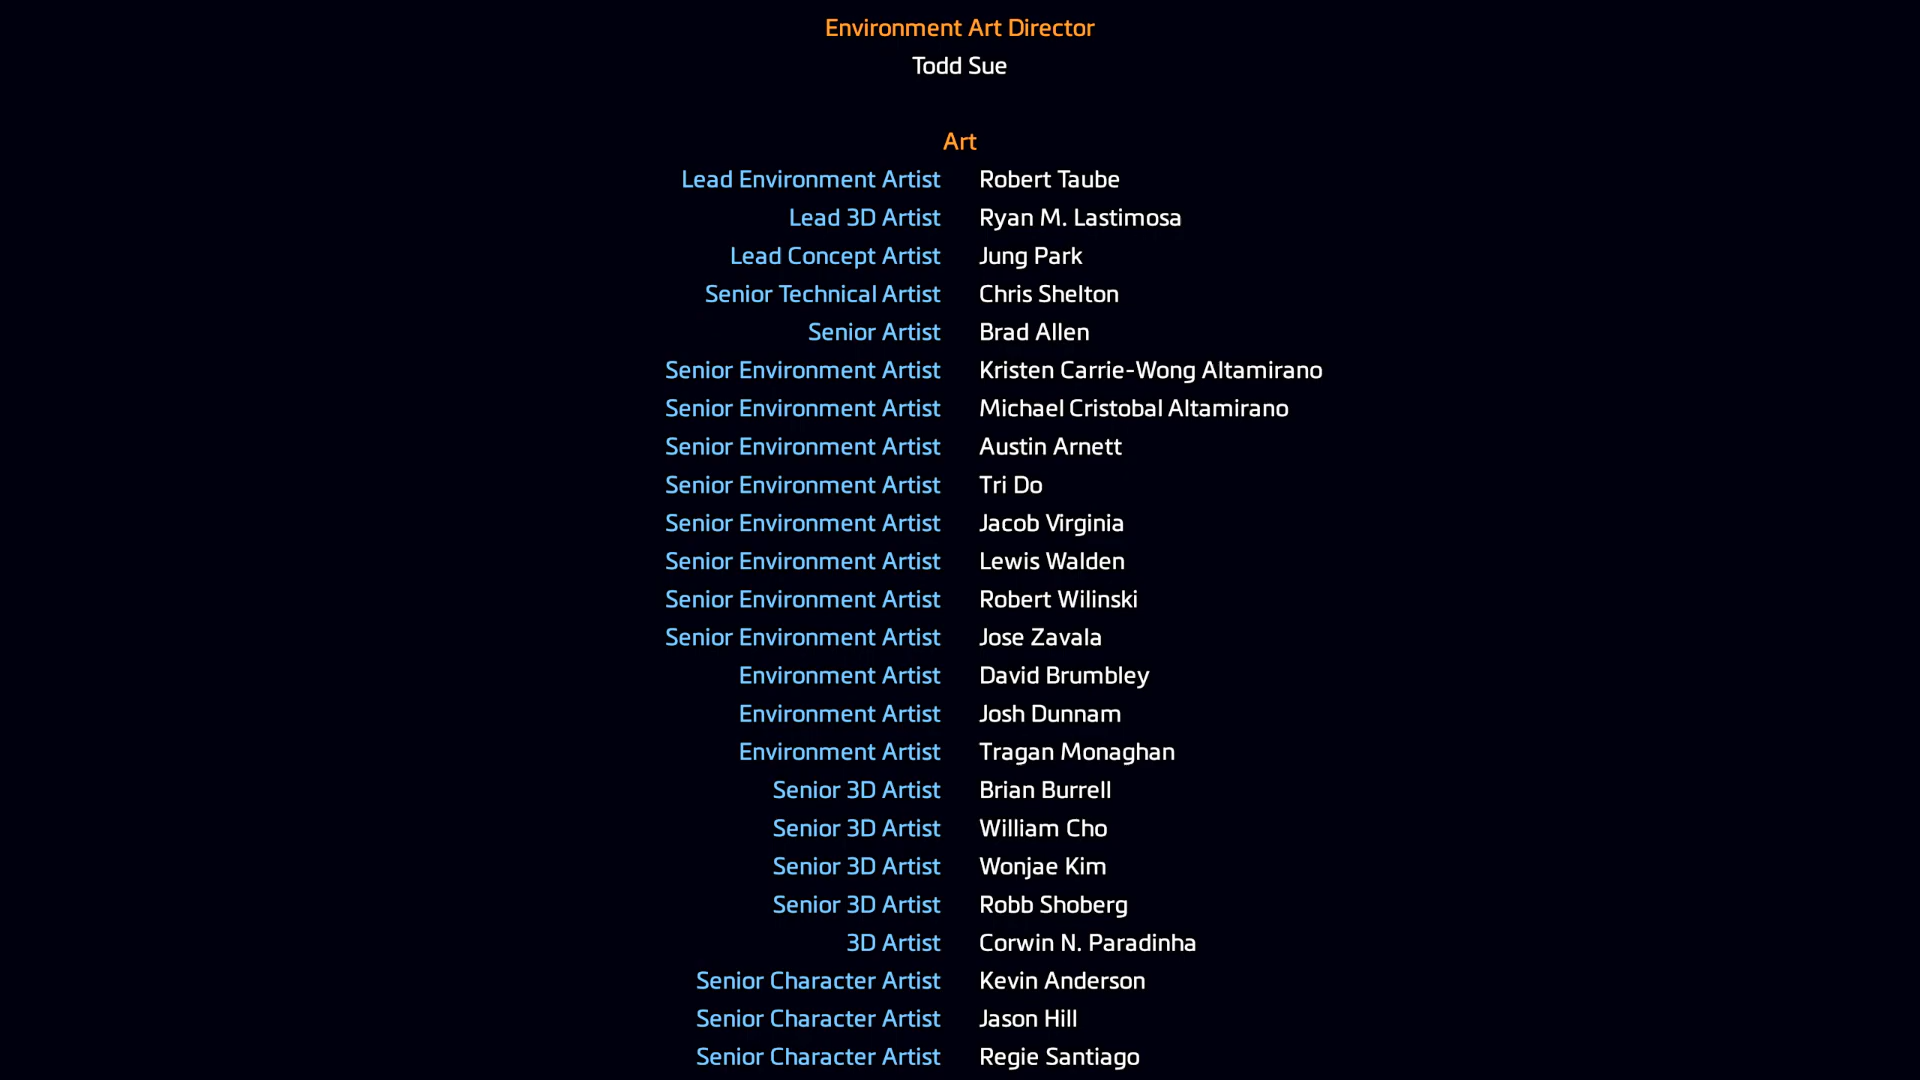 Environment Art Director
Todd Sue
Art
Lead Environment Artist Robert Taube
Lead 3D Artist Ryan M. Lastimosa
Lead Concept Artist Jung Park
Senior Technical Artist Chris Shelton
Senior Artist Brad Allen
Senior Environment Artist Kristen Carrie-Wong Altamirano
Senior Environment Artist Michael Cristobal Altamirano
Senior Environment Artist Austin Arnett
Senior Environment Artist Tri Do
Senior Environment Artist Jacob Virginia
Senior Environment Artist Lewis Walden
Senior Environment Artist Robert Wilinski
Senior Environment Artist Jose Zavala
Environment Artist David Brumbley
Environment Artist Josh Dunnam
Environment Artist Tragan Monaghan
Senior 3D Artist Brian Burrell
Senior 3D Artist William Cho
Senior 3D Artist Wonjae Kim
Senior 3D Artist Robb Shoberg
3D Artist Corwin N. Paradinha
Senior Character Artist Kevin Anderson
Senior Character Artist Jason Hill
Senior Character Artist Regie Santiago